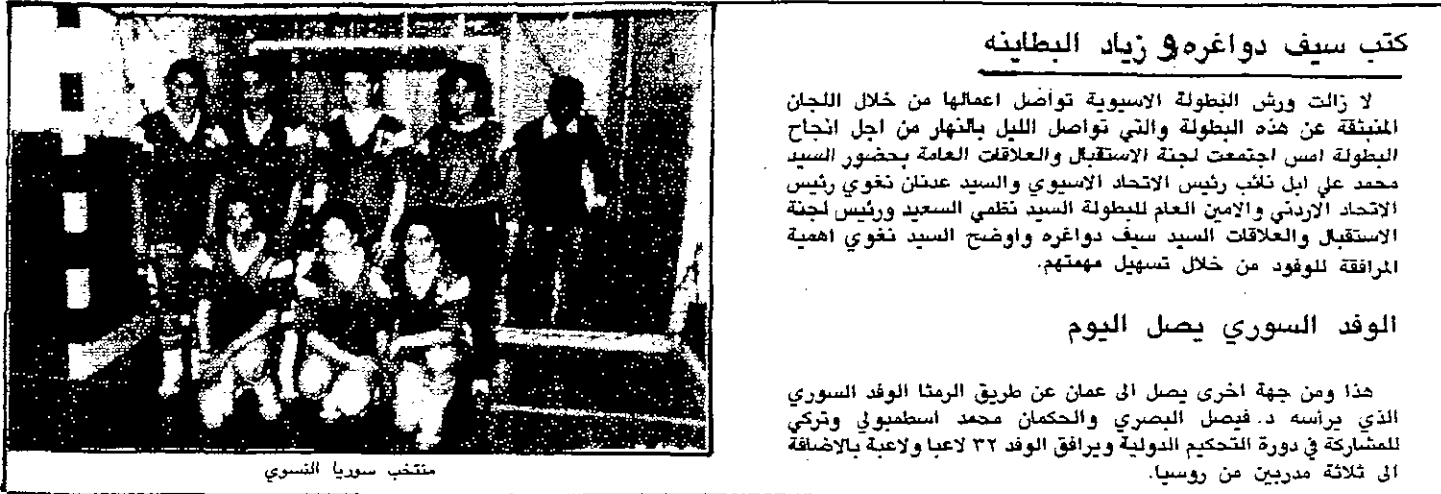 كتب سيف دواغره و زياد البطاينه
لا زالت ورش البطولة الاسيوية تواصل اعمالها من خلال اللجان
المنبثقة عن هذه البطولة والتي تواصل الليل بالنهار من اجل انجاح
البطولة امس اجتمعت لجنة الاستقبال والعلاقات العامة بحضور السيد
محمد علي ابل نائب رئيس الاتحاد الاسيوي والسيد عدنان نغوي رئيس
الاتحاد الاردني والامين العام للبطولة السيد نظمي السعيد ورئيس لجنة
الاستقبال والعلاقات السيد سيف دواغره واوضح السيد نغوي اهمية
المرافقة للوفود من خلال تسهيل مهمتهم.
الوفد السوري يصل اليوم
هذا ومن جهة اخرى يصل الى عمان عن طريق الرمثا الوفد السوري
الذي يرأسه د. فيصل البصري والحكمان محمد اسطمبولي وتركي
للمشاركة في دورة التحكيم الدولية ويرافق الوفد ٣٢ لاعبا ولاعبة بالاضافة
الى ثلاثة مدربين من روسيا.
منتخب سوريا النسوي